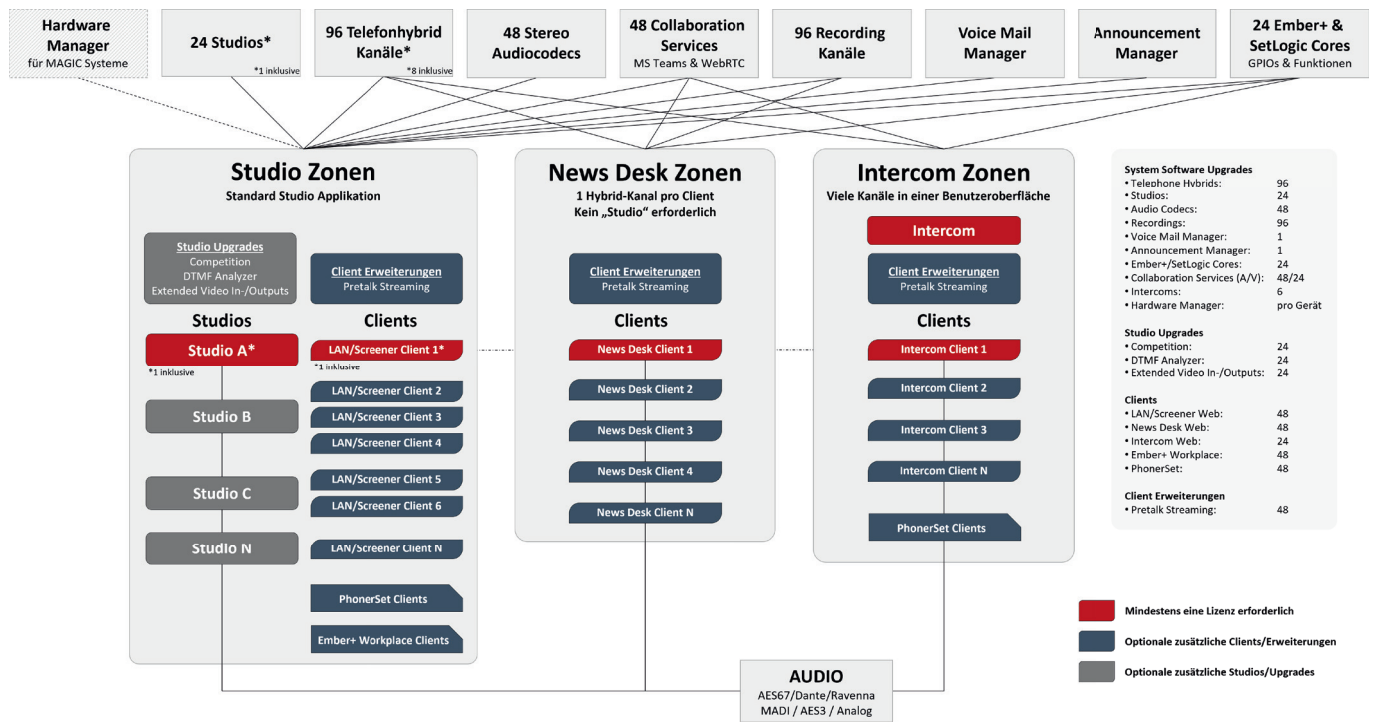 Hardware
Manager
für MAGIC Systeme
24 Studios*
*1 inklusive
96 Telefonhybrid
Kanäle*
*8 inklusive
48 Stereo
Audiocodecs
48 Collaboration
Services
MS Teams & WebRTC
96 Recording
Kanäle
Voice Mail
Manager
Announcement
Manager
24 Ember+ &
SetLogic Cores
GPIOs & Funktionen
Studio Zonen
Standard Studio Applikation
Studio Upgrades
Competition
DTMF Analyzer
Extended Video In-/Outputs
Client Erweiterungen
Pretalk Streaming
Studios
Clients
Studio A*
*1 inklusive
Studio B
Studio C
Studio N
LAN/Screener Client 1*
*1 inklusive
LAN/Screener Client 2
LAN/Screener Client 3
LAN/Screener Client 4
LAN/Screener Client 5
LAN/Screener Client 6
LAN/Screener Client N
PhonerSet Clients
Ember+ Workplace Clients
News Desk Zonen
1 Hybrid-Kanal pro Client
Kein „Studio" erforderlich
Client Erweiterungen
Pretalk Streaming
Clients
News Desk Client 1
News Desk Client 2
News Desk Client 3
News Desk Client 4
News Desk Client N
Intercom Zonen
Viele Kanäle in einer Benutzeroberfläche
Intercom
Client Erweiterungen
Pretalk Streaming
Clients
Intercom Client 1
Intercom Client 2
Intercom Client 3
Intercom Client N
PhonerSet Clients
AUDIO
AES67/Dante/Ravenna
MADI / AES3 / Analog
System Software Upgrades
• Telephone Hybrids: 96
• Studios: 24
• Audio Codecs: 48
• Recordings: 96
• Voice Mail Manager: 1
• Announcement Manager: 1
• Ember+/SetLogic Cores: 24
• Collaboration Services (A/V): 48/24
• Intercoms: 6
• Hardware Manager: pro Gerät
Studio Upgrades
• Competition: 24
• DTMF Analyzer: 24
• Extended Video In-/Outputs: 24
Clients
• LAN/Screener Web: 48
• News Desk Web: 48
• Intercom Web: 24
• Ember+ Workplace: 48
• PhonerSet: 48
Client Erweiterungen
• Pretalk Streaming: 48
Mindestens eine Lizenz erforderlich
Optionale zusätzliche Clients/Erweiterungen
Optionale zusätzliche Studios/Upgrades